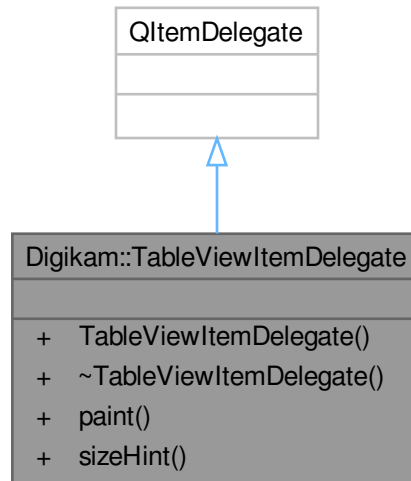 QItemDelegate
Digikam::TableViewItemDelegate
+ TableViewItemDelegate()
+ ~TableViewItemDelegate()
+ paint()
+ sizeHint()